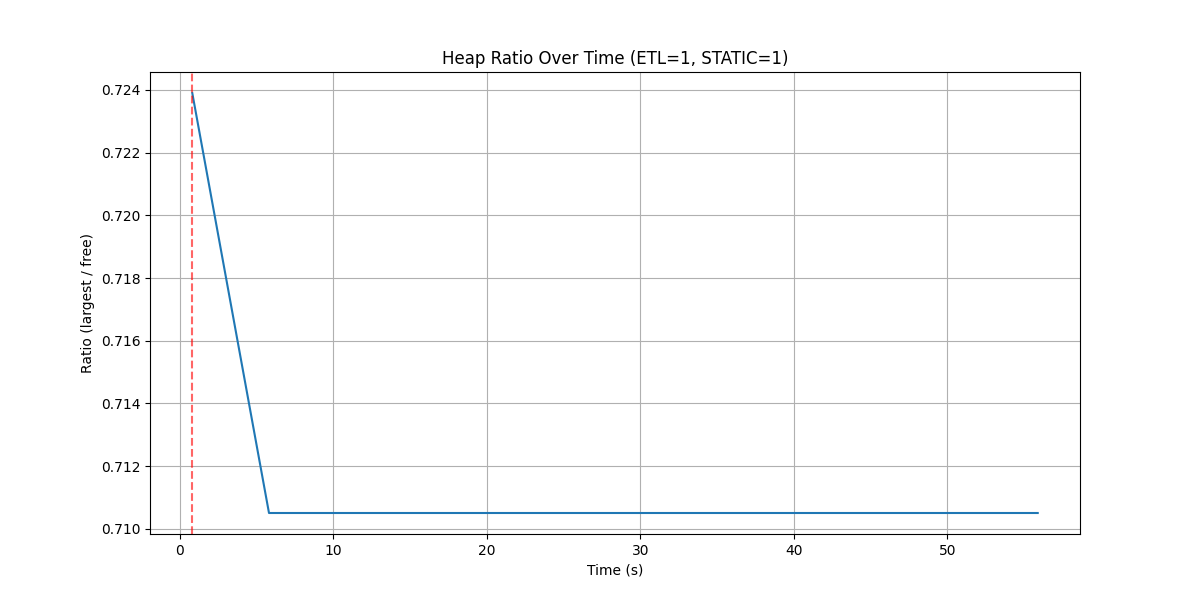 Heap Ratio Over Time (ETL=1, STATIC=1)
0.724
0.722
0.720
0.718
0.716
0.714
0.712
0.710
Ratio (largest / free)
0 10 20 30 40 50
Time (s)